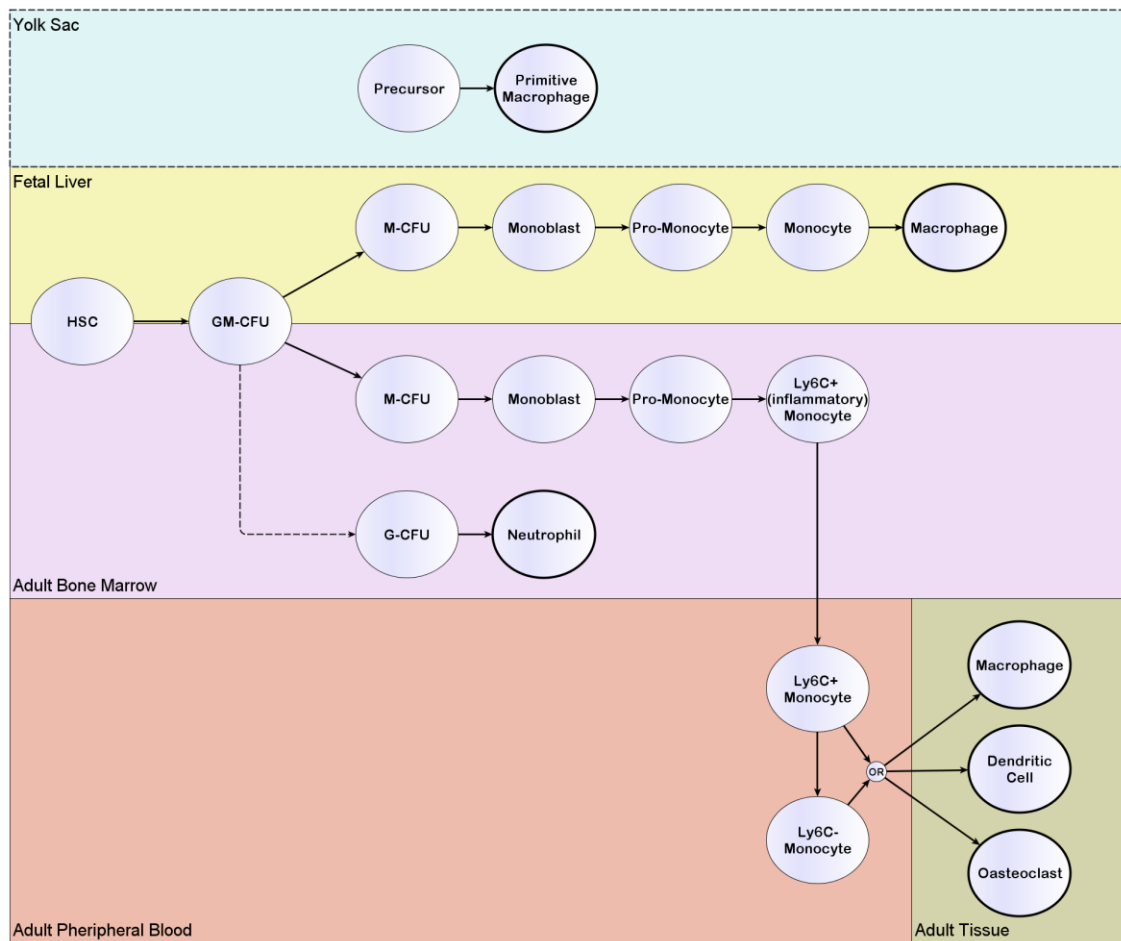 Yolk Sac
Precursor
Primitive
Macrophage
Fetal Liver
M-CFU
Monoblast
Pro-Monocyte
Monocyte
Macrophage
HSC
GM-CFU
M-CFU
Monoblast
Pro-Monocyte
Ly6C+
(inflammatory)
Monocyte
G-CFU
Neutrophil
Adult Bone Marrow
Ly6C+
Monocyte
OR
Ly6C-
Monocyte
Macrophage
Dendritic
Cell
Oasteoclast
Adult Pheripheral Blood
Adult Tissue